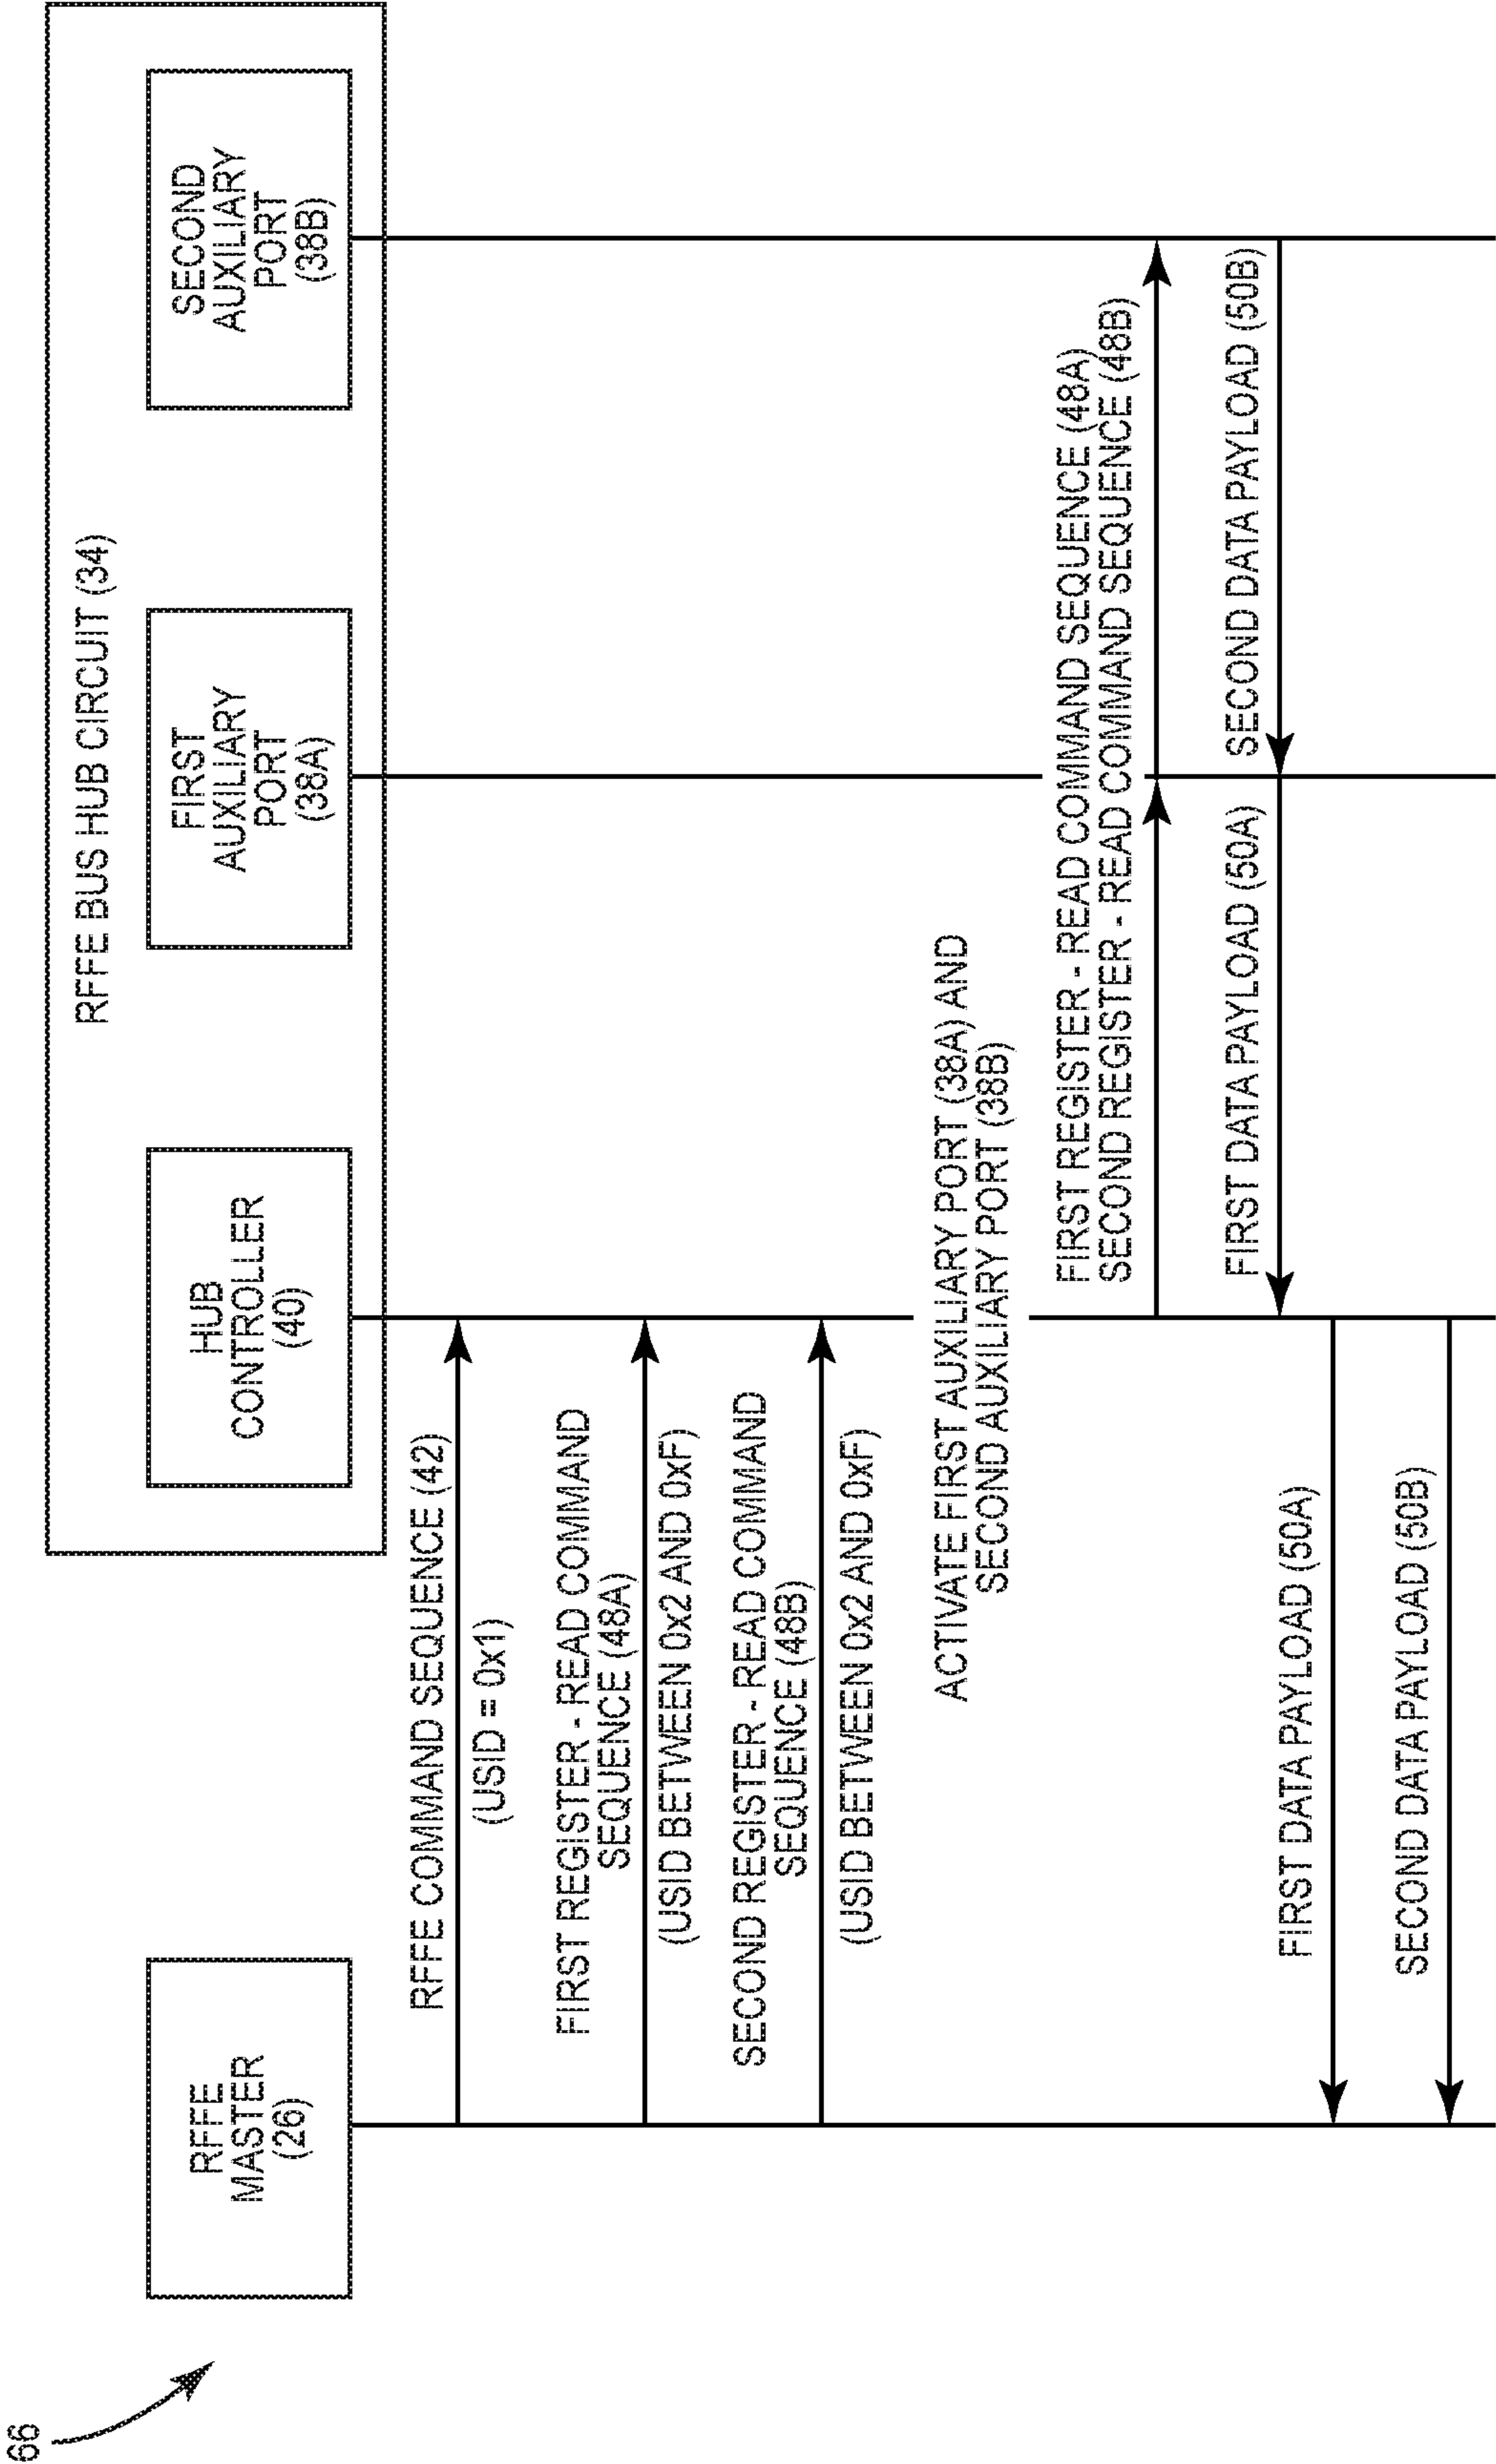 66
RFFE BUS HUB CIRCUIT (34)
RFFE
MASTER
(26)
HUB
CONTROLLER
(40)
FIRST
AUXILIARY
PORT
(38A)
SECOND
AUXILIARY
PORT
(38B)
RFFE COMMAND SEQUENCE (42)
(USID = 0x1)
FIRST REGISTER - READ COMMAND
SEQUENCE (48A)
(USID BETWEEN 0x2 AND 0xF)
SECOND REGISTER - READ COMMAND
SEQUENCE (48B)
(USID BETWEEN 0x2 AND 0xF)
ACTIVATE FIRST AUXILIARY PORT (38A) AND
SECOND AUXILIARY PORT (38B)
FIRST REGISTER - READ COMMAND SEQUENCE (48A)
SECOND REGISTER - READ COMMAND SEQUENCE (48B)
FIRST DATA PAYLOAD (50A)
SECOND DATA PAYLOAD (50B)
FIRST DATA PAYLOAD (50A)
SECOND DATA PAYLOAD (50B)